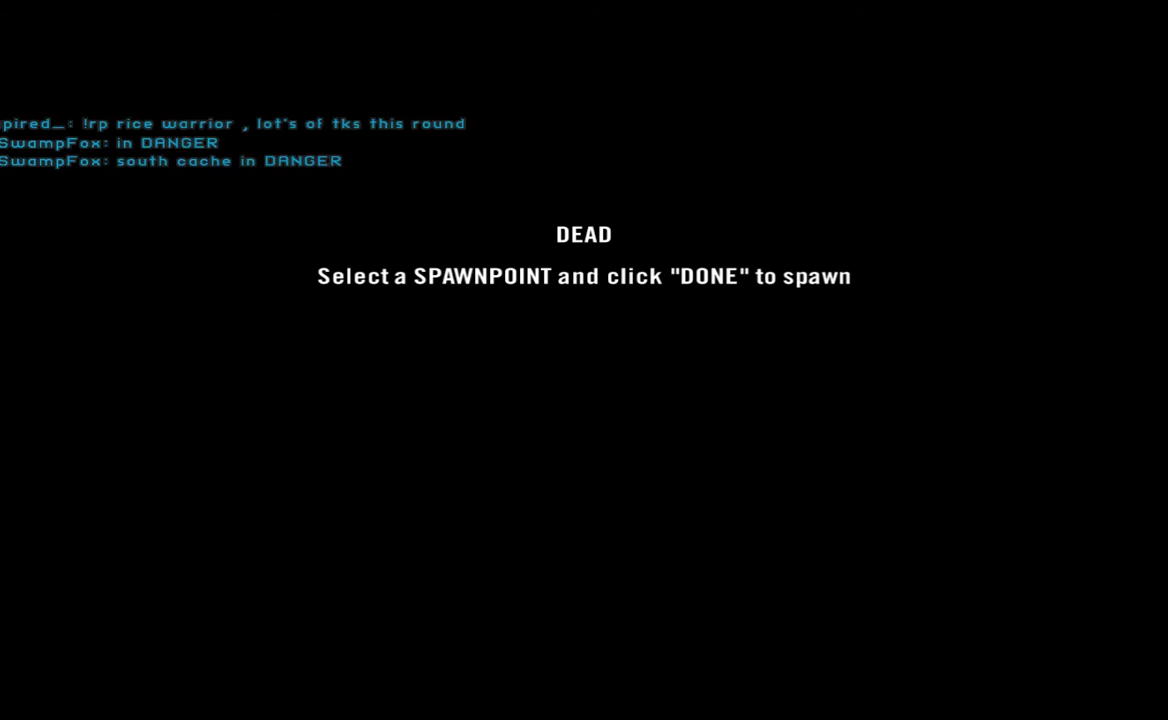 pired_: !rp rice warrior , lot's of tks this round
SwampFox: in DANGER
SwampFox: south cache in DANGER
DEAD
Select a SPAWNPOINT and click "DONE" to spawn